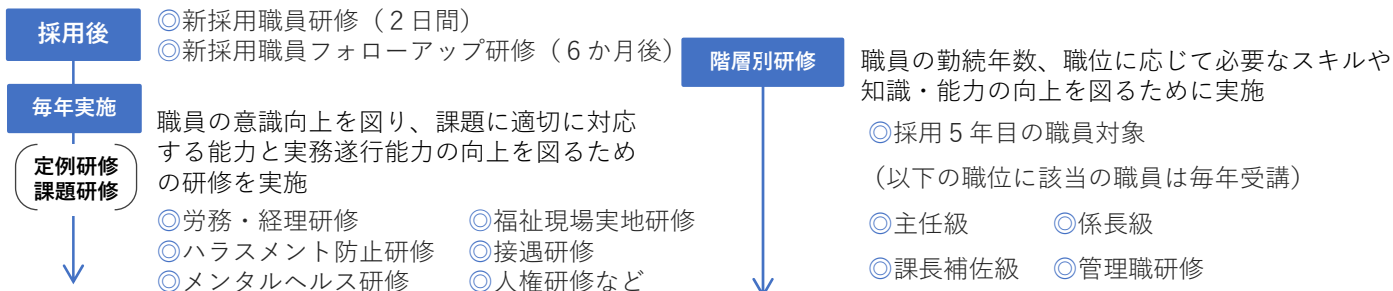 採用後
◎新採用職員研修（２日間）
◎新採用職員フォローアップ研修（６か月後）
毎年実施
定例研修
課題研修
職員の意識向上を図り、課題に適切に対応
する能力と実務遂行能力の向上を図るため
の研修を実施
◎労務・経理研修　◎福祉現場実地研修
◎ハラスメント防止研修　◎接遇研修
◎メンタルヘルス研修　◎人権研修など
階層別研修
職員の勤続年数、職位に応じて必要なスキルや
知識・能力の向上を図るために実施
◎採用５年目の職員対象
（以下の職位に該当の職員は毎年受講）
◎主任級　◎係長級
◎課長補佐級　◎管理職研修